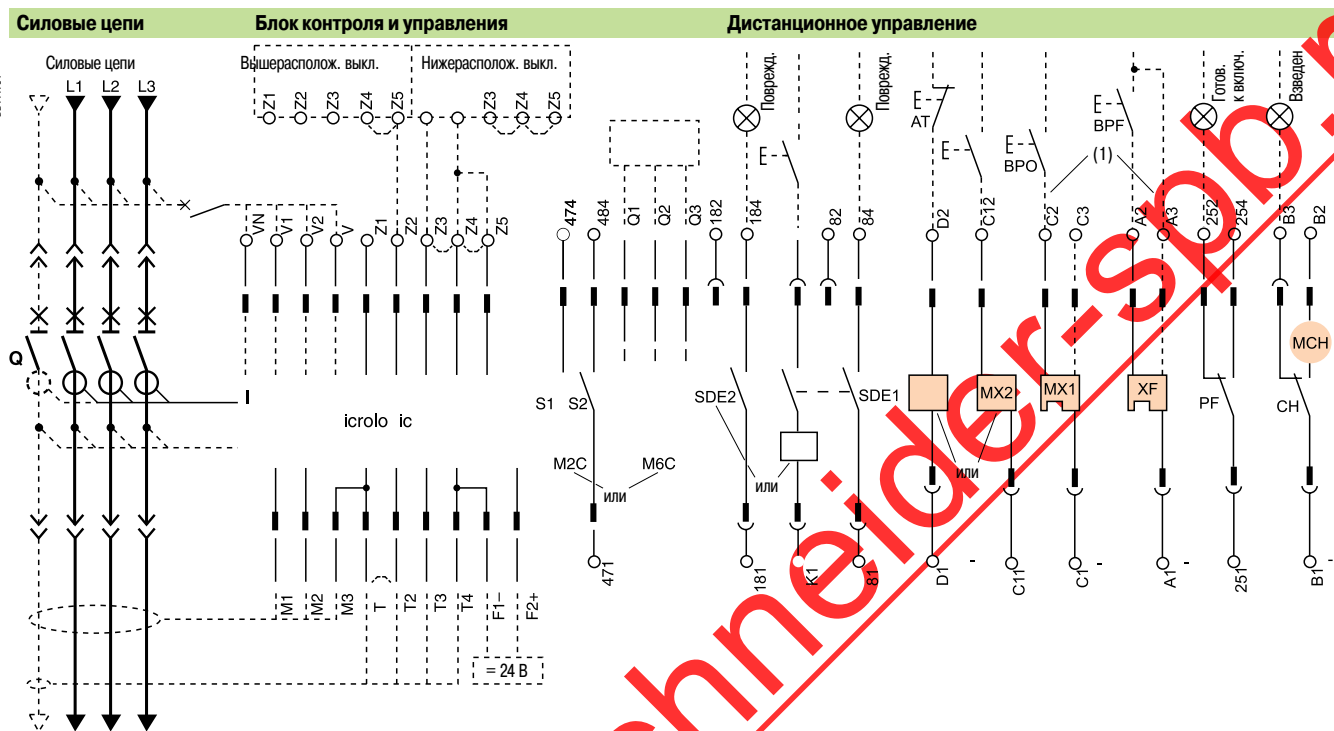 Силовые цепи
Блок контроля и управления
Дистанционное управление
Силовые цепи
L1 L2 L3
Вышерасполож. выкл.
Нижерасполож. выкл.
Z1 Z2 Z3 Z4 Z5
Z3 Z4 Z5
Поврежд.
Поврежд.
Готов. к включ.
Взведен
AT
BPO
BPF
(1)
VN V1 V2 V Z1 Z2 Z3 Z4 Z5
474 484 Q1 Q2 Q3 182 184 82 84 D2 C12 C2 C3 A2 A3 252 254 B3 B2
Q
I
icrolo ic
S1 S2
SDE2
SDE1
MX2
MX1
XF
PF
CH
MCH
M2C
или
M6C
или
или
471
181
K1
81
D1
-
C11
C1
-
A1
-
251
B1
-
M1 M2 M3 T T2 T3 T4 F1– F2+
= 24 В